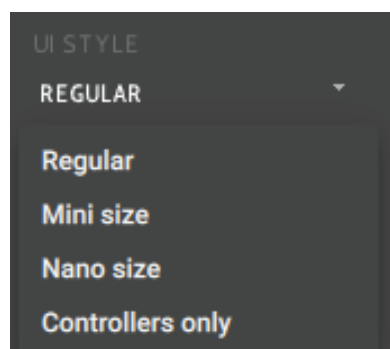 UI STYLE
REGULAR
Regular
Mini size
Nano size
Controllers only